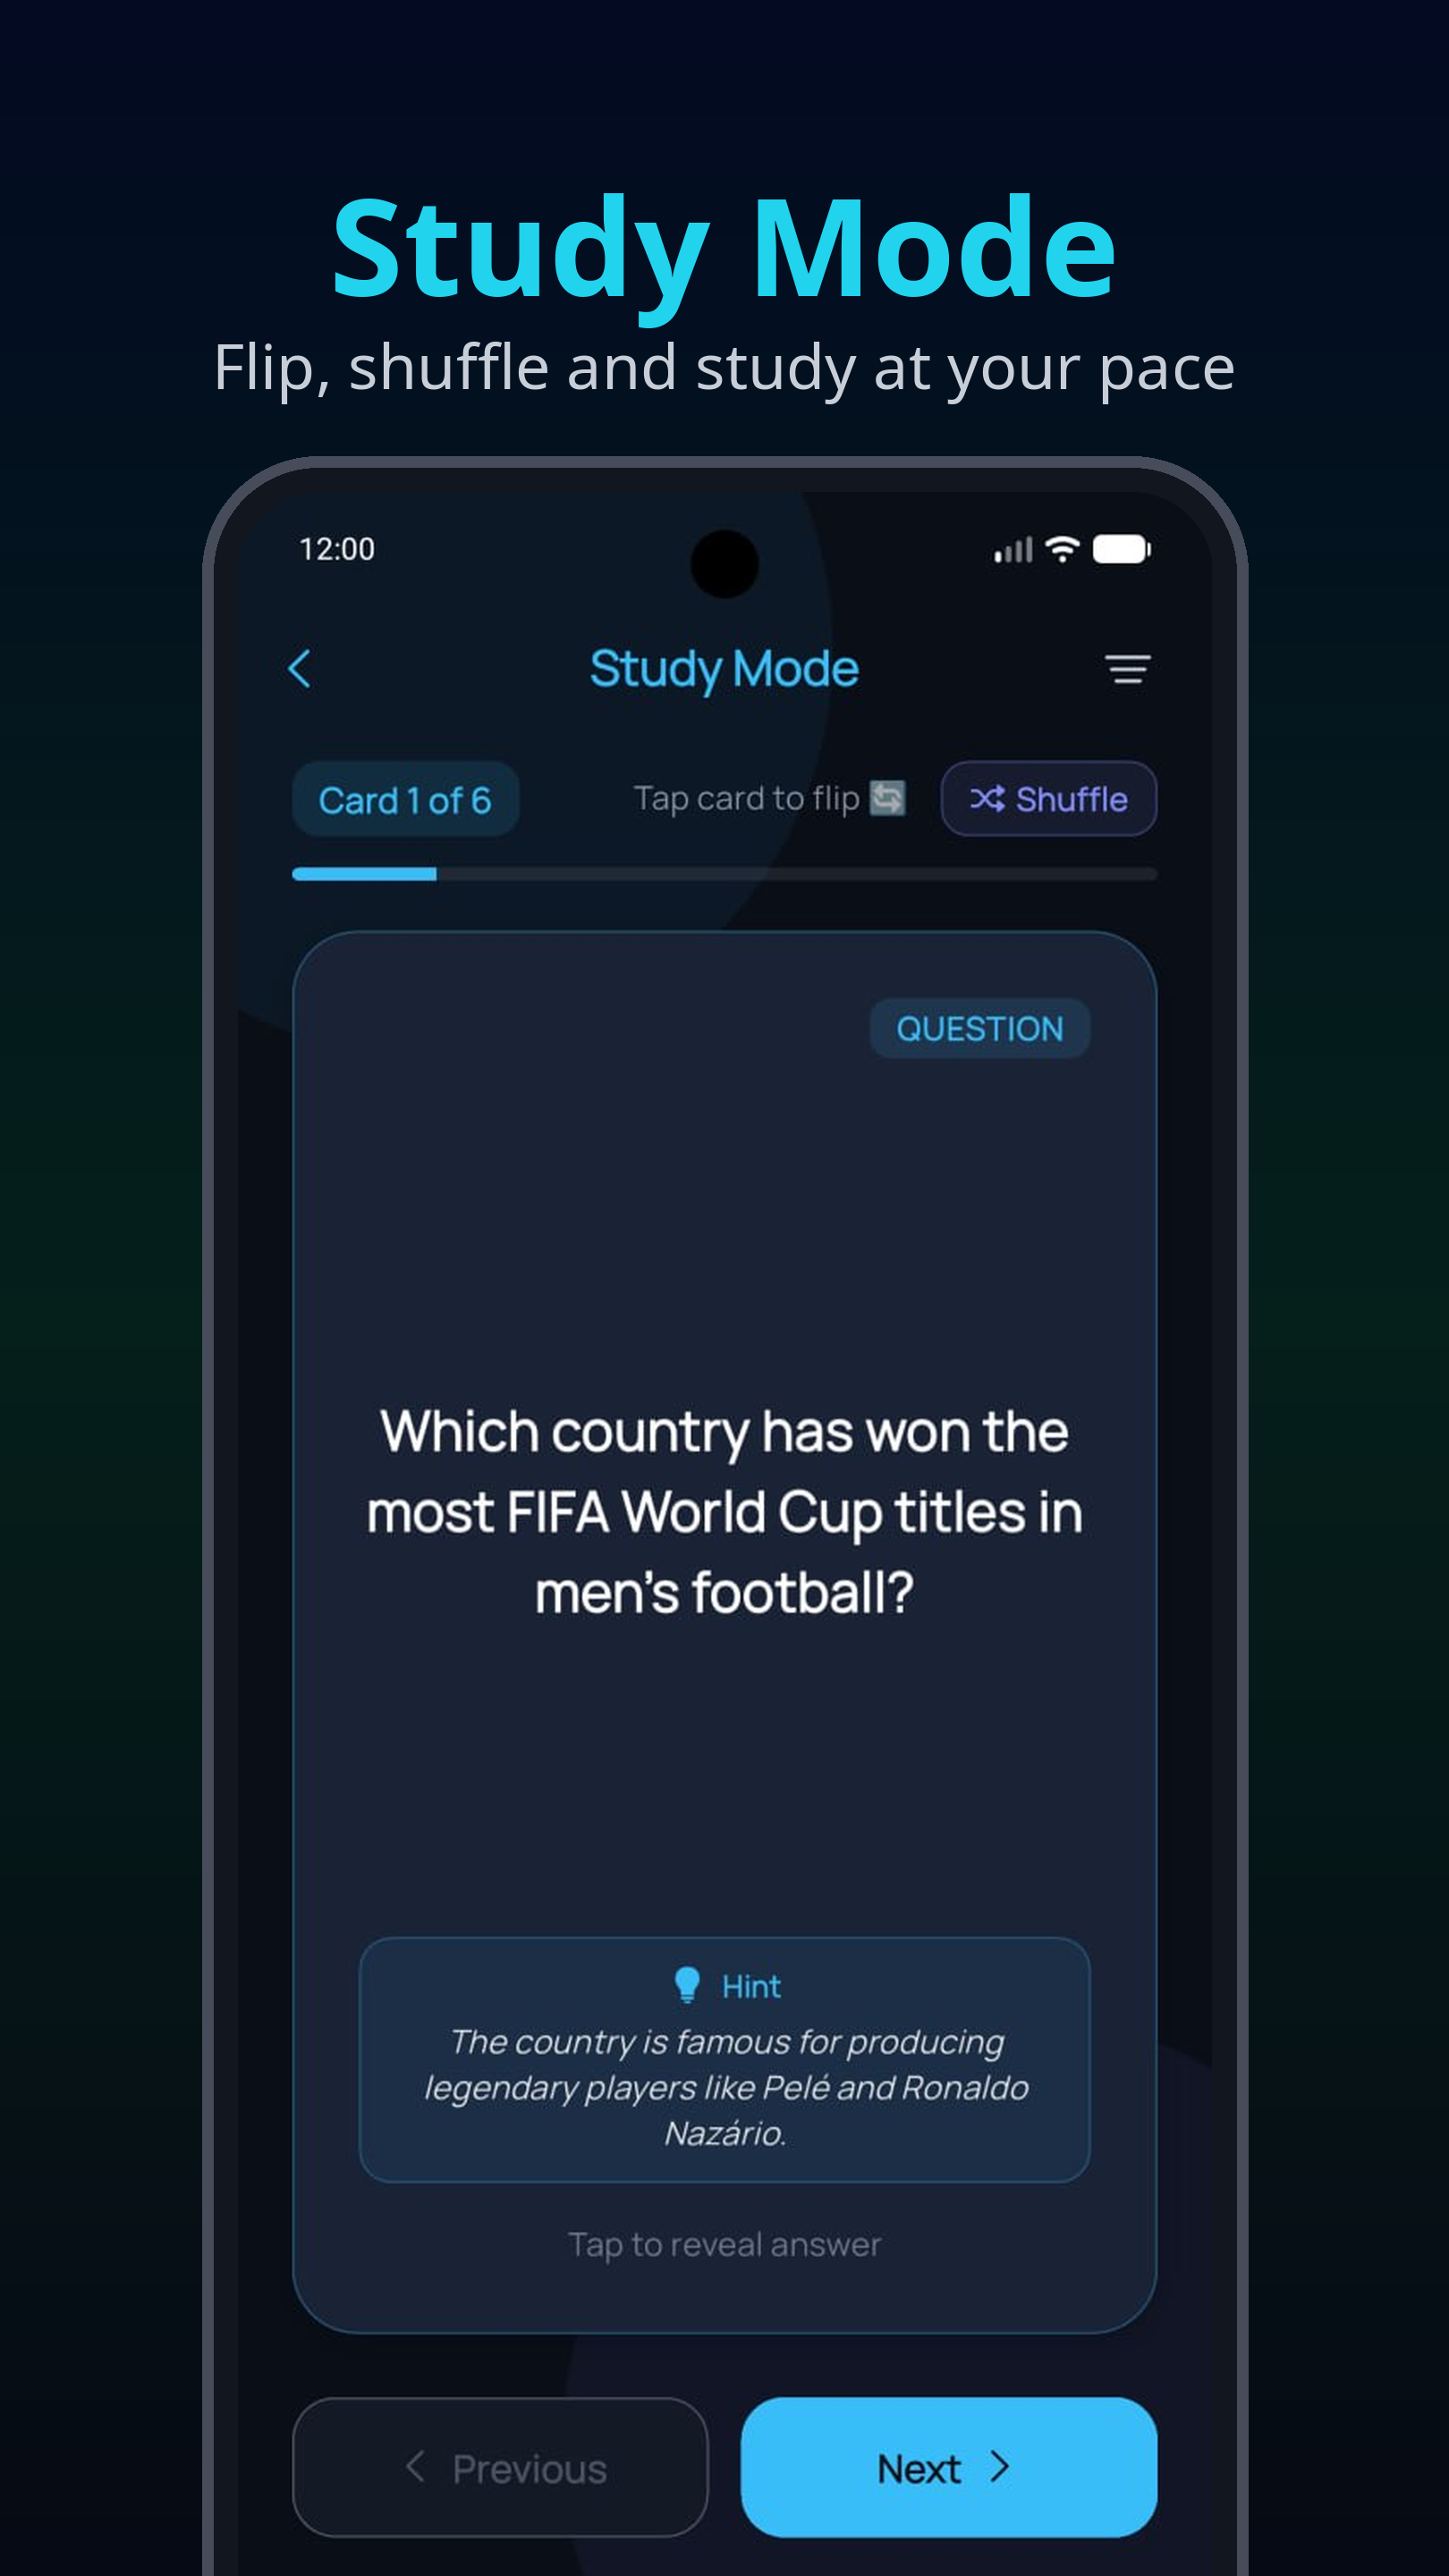 Study Mode
Flip, shuffle and study at your pace
12:00
Study Mode
Card 1 of 6
Tap card to flip
Shuffle
QUESTION
Which country has won the
most FIFA World Cup titles in
men's football?
Hint
The country is famous for producing
legendary players like Pelé and Ronaldo
Nazário.
Tap to reveal answer
Previous
Next